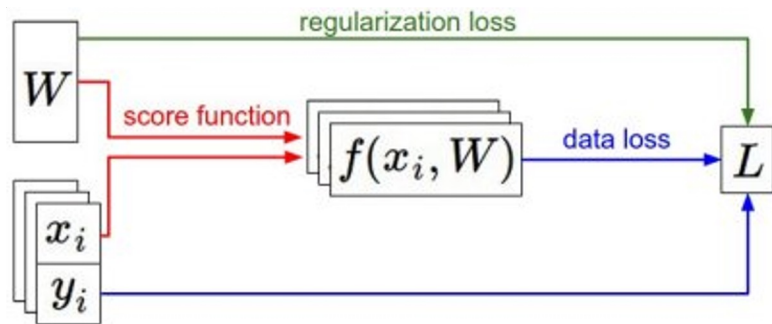 regularization loss
W
score function
f(x_i, W)
data loss
L
x_i
y_i